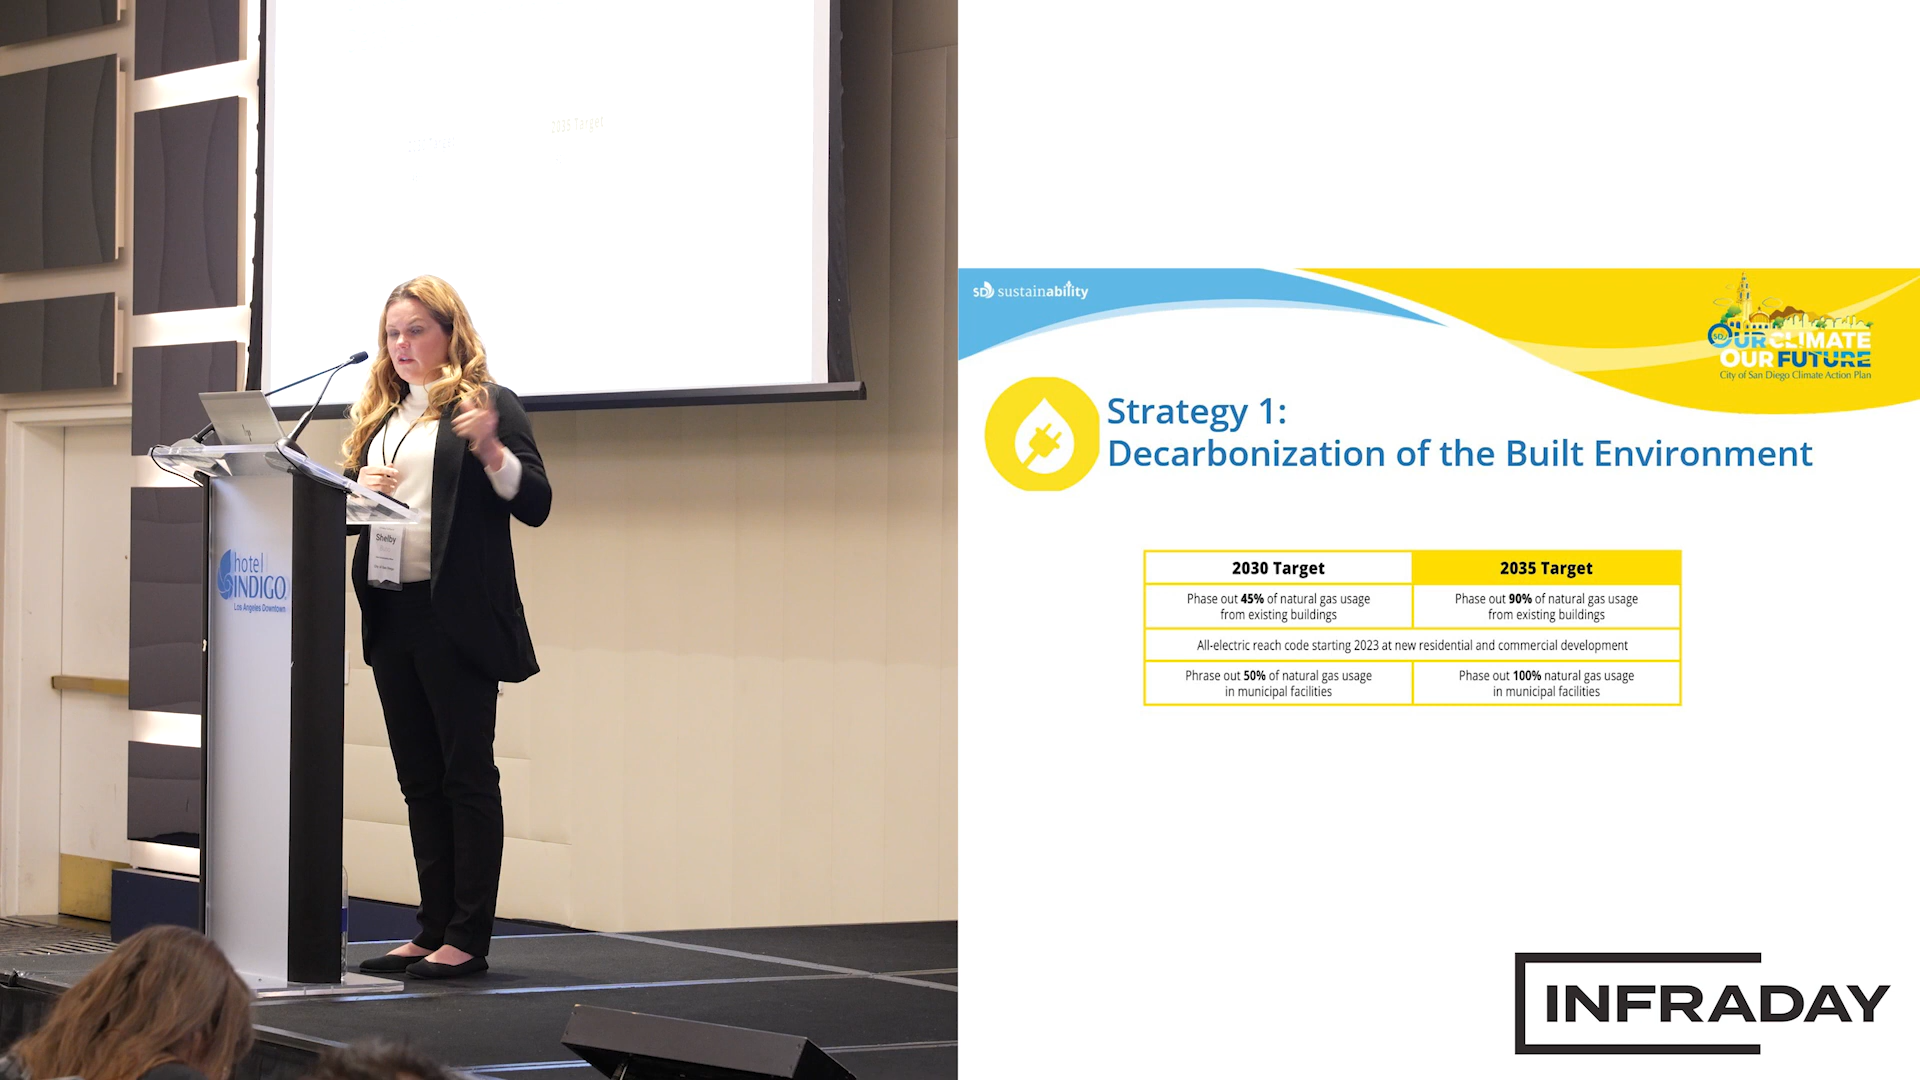 2035 Target
Shelby
hotel
INDIGO
Los Angeles Downtown
SD sustainability
OUR CLIMATE
OUR FUTURE
City of San Diego Climate Action Plan
Strategy 1:
Decarbonization of the Built Environment
2030 Target
2035 Target
Phase out 45% of natural gas usage
from existing buildings
Phase out 90% of natural gas usage
from existing buildings
All-electric reach code starting 2023 at new residential and commercial development
Phrase out 50% of natural gas usage
in municipal facilities
Phase out 100% natural gas usage
in municipal facilities
INFRADAY